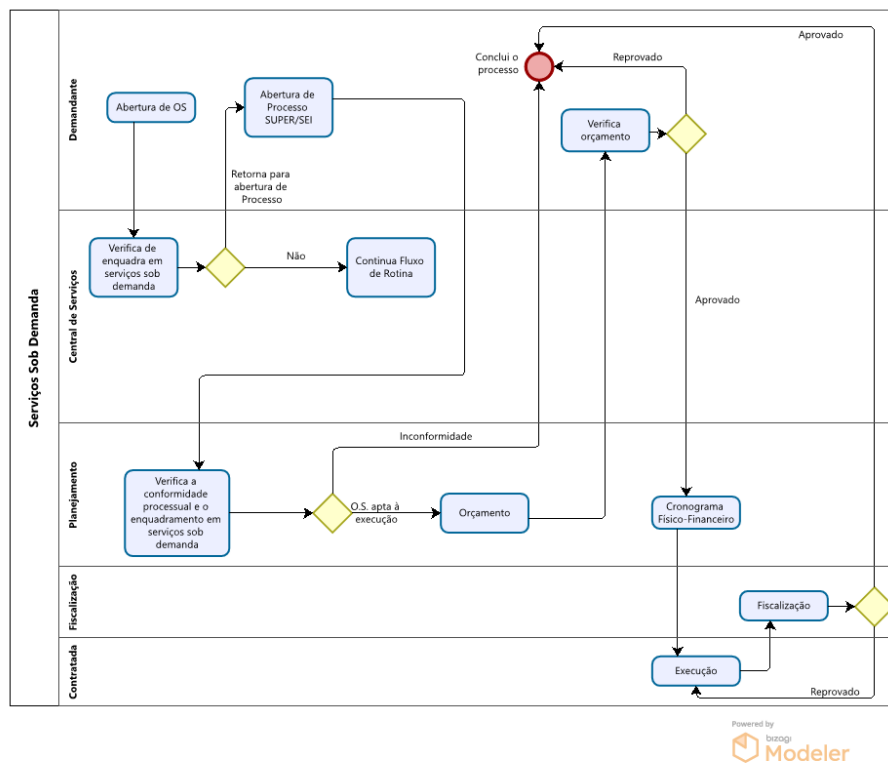 Serviços Sob Demanda
Demandante
Abertura de OS
Abertura de
Processo
SUPER/SEI
Retorna para
abertura de
Processo
Conclui o
processo
Reprovado
Aprovado
Verifica
orçamento
Central de Serviços
Verifica de
enquadra em
serviços sob
demanda
Não
Continua Fluxo
de Rotina
Aprovado
Planejamento
Verifica a
conformidade
processual e o
enquadramento em
serviços sob
demanda
Inconformidade
O.S. apta à
execução
Orçamento
Cronograma
Físico-Financeiro
Fiscalização
Fiscalização
Contratada
Execução
Reprovado
Powered by
bizagi
Modeler